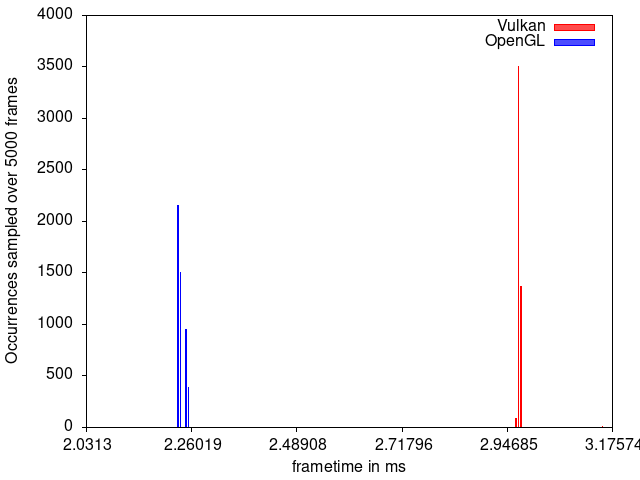 4000
3500
3000
2500
2000
1500
1000
500
0
Occurrences sampled over 5000 frames
Vulkan
OpenGL
2.0313 2.26019 2.48908 2.71796 2.94685 3.17574
frametime in ms